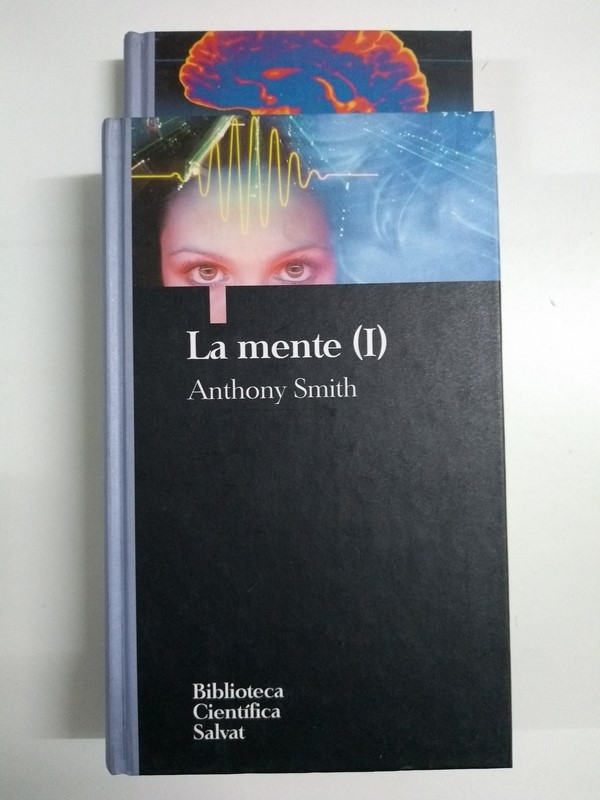 La mente (I)
Anthony Smith
Biblioteca
Científica
Salvat